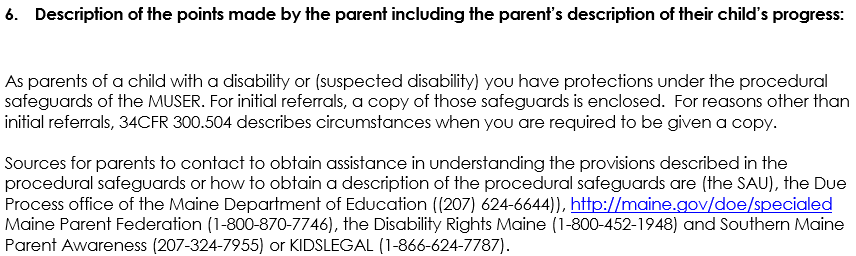 6. Description of the points made by the parent including the parent's description of their child's progress:
As parents of a child with a disability or (suspected disability) you have protections under the procedural
safeguards of the MUSER. For initial referrals, a copy of those safeguards is enclosed.  For reasons other than
initial referrals, 34CFR 300.504 describes circumstances when you are required to be given a copy.
Sources for parents to contact to obtain assistance in understanding the provisions described in the
procedural safeguards or how to obtain a description of the procedural safeguards are (the SAU), the Due
Process office of the Maine Department of Education ((207) 624-6644)), http://maine.gov/doe/specialed
Maine Parent Federation (1-800-870-7746), the Disability Rights Maine (1-800-452-1948) and Southern Maine
Parent Awareness (207-324-7955) or KIDSLEGAL (1-866-624-7787).